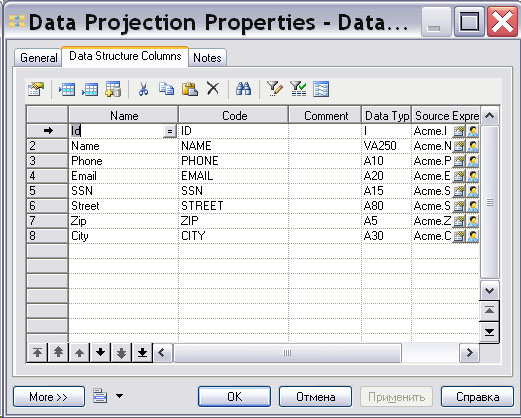 Data Projection Properties - Data...
General Data Structure Columns Notes
Name Code Comment Data Typ Source Expre
Id = ID I Acme.I
2 Name NAME VA250 Acme.N
3 Phone PHONE A10 Acme.P
4 Email EMAIL A20 Acme.E
5 SSN SSN A15 Acme.S
6 Street STREET A80 Acme.S
7 Zip ZIP A5 Acme.Z
8 City CITY A30 Acme.C
More >> OK Отмена Применить Справка